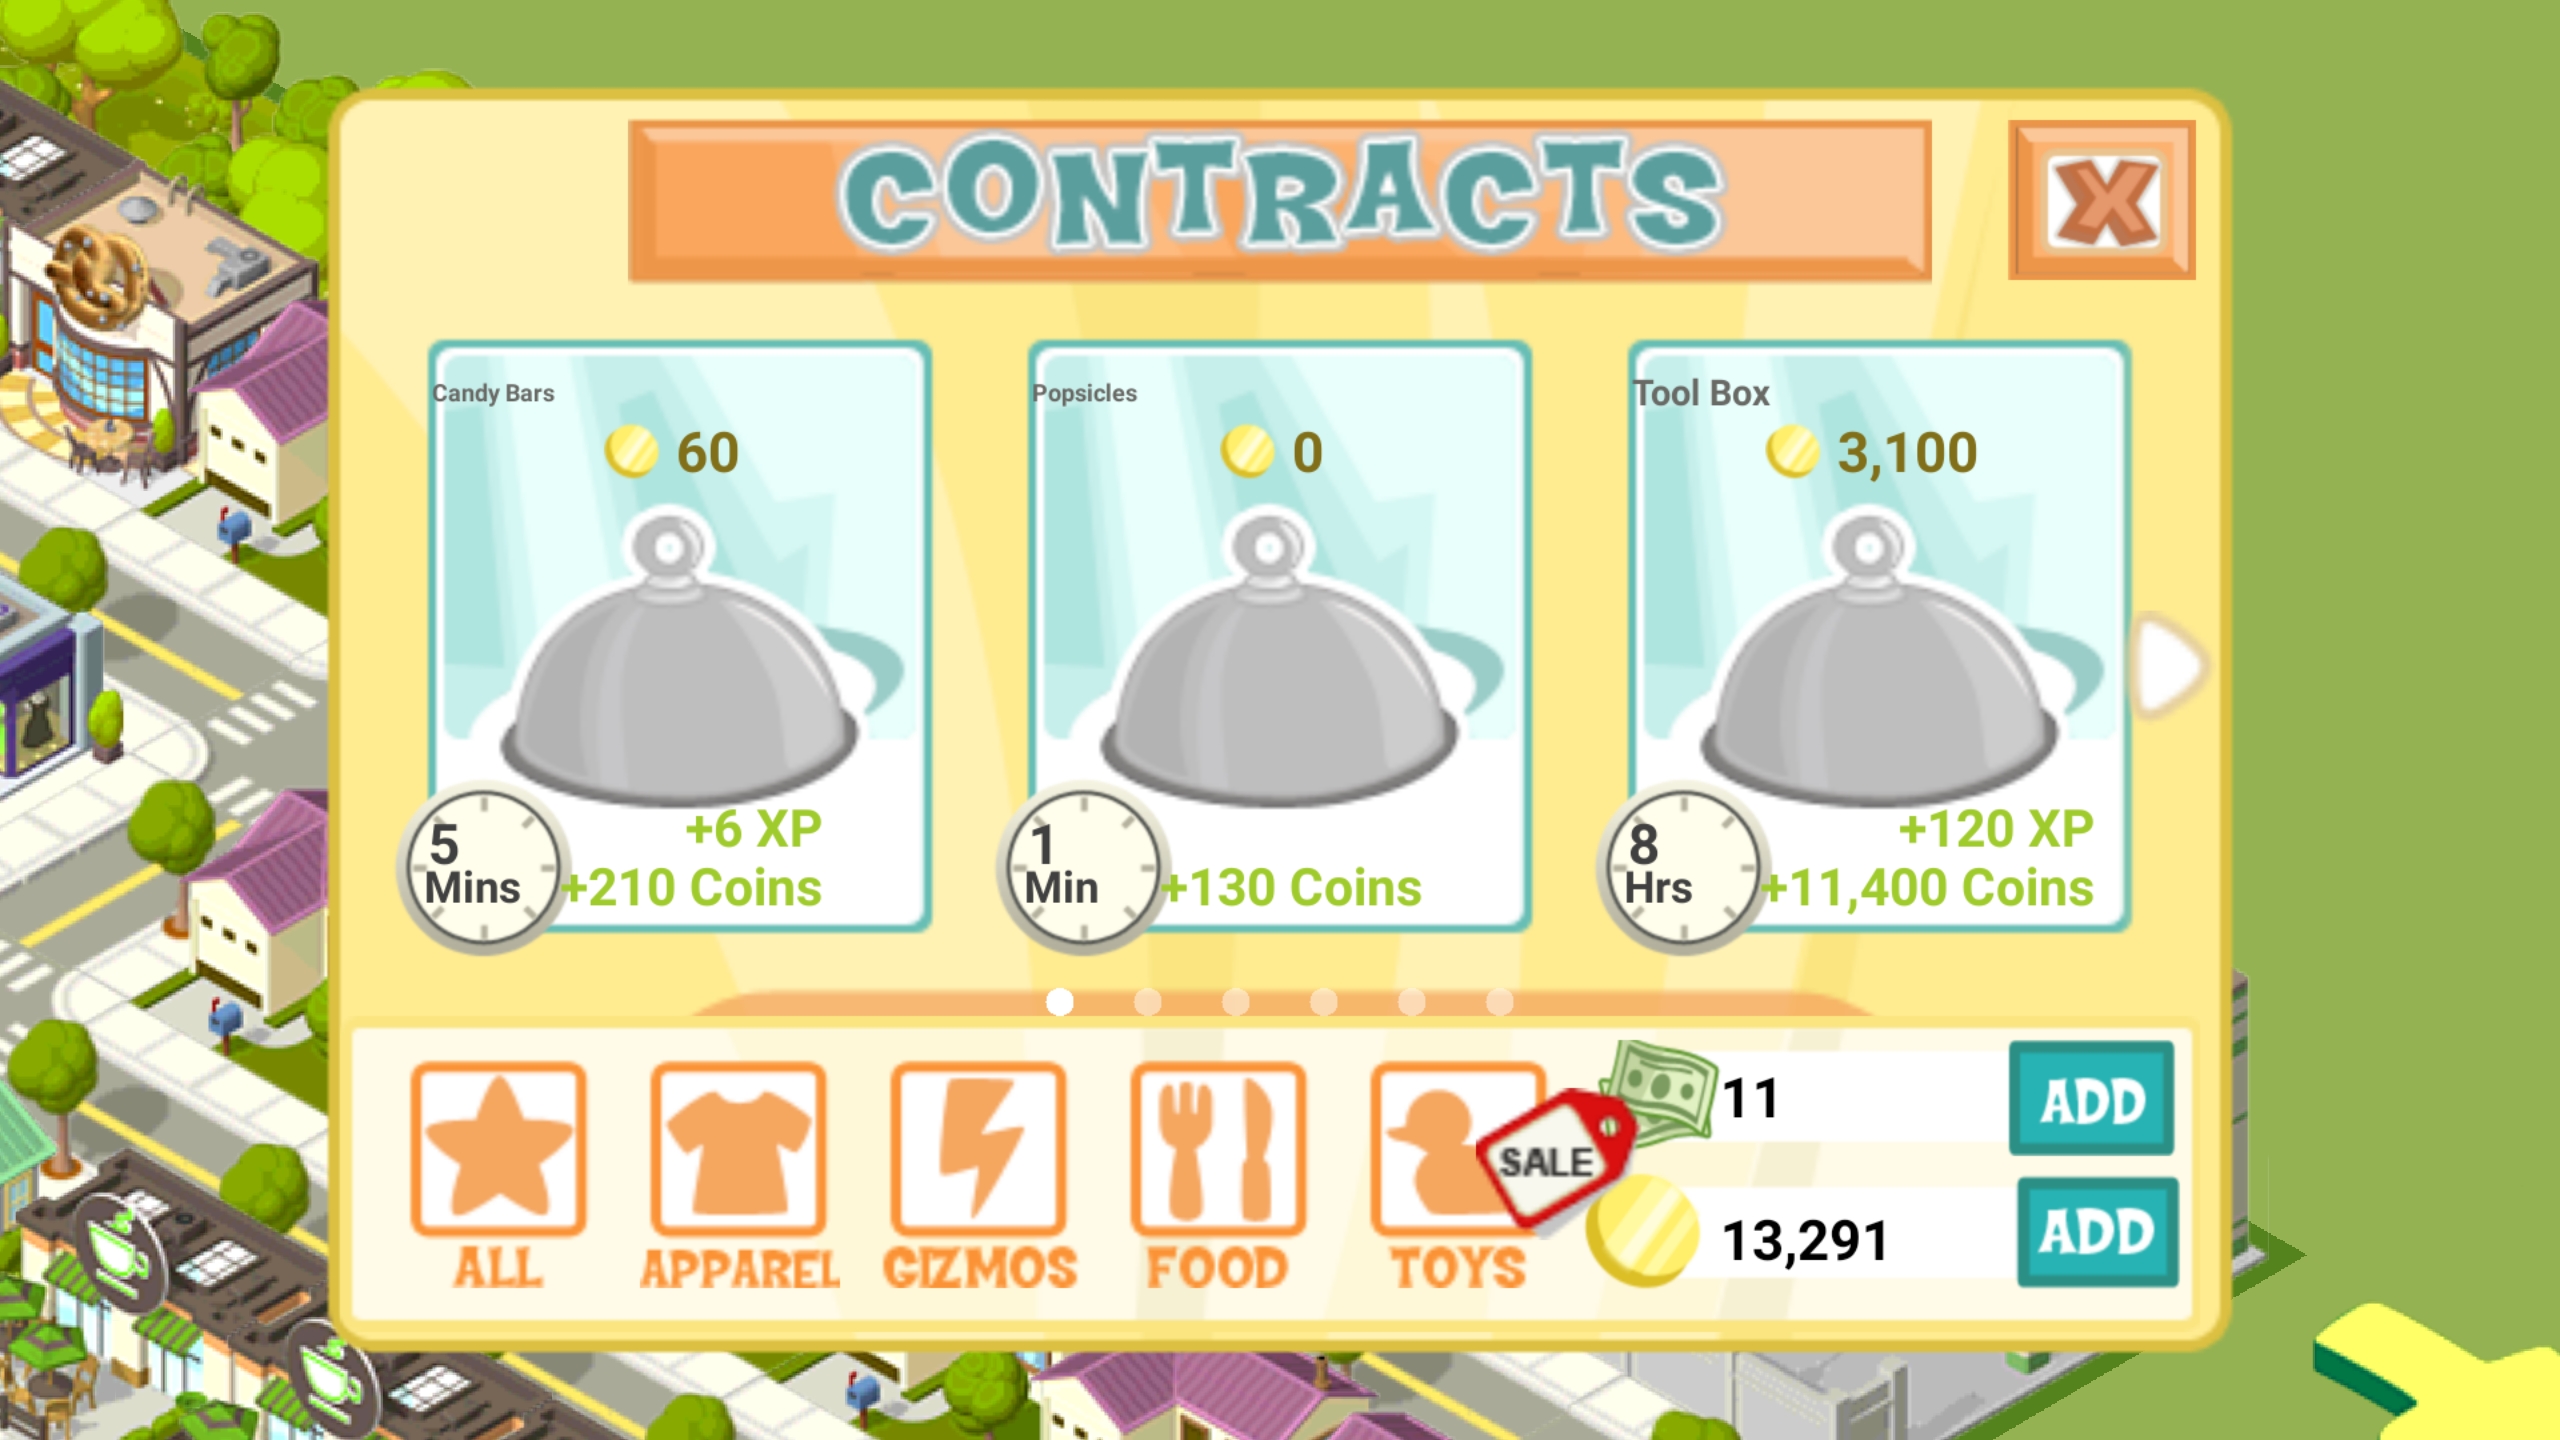 CONTRACTS
X
Candy Bars
60
5
Mins
+6 XP
+210 Coins
Popsicles
0
1
Min
+130 Coins
Tool Box
3,100
8
Hrs
+120 XP
+11,400 Coins
ALL
APPAREL
GIZMOS
FOOD
TOYS
SALE
11
ADD
13,291
ADD